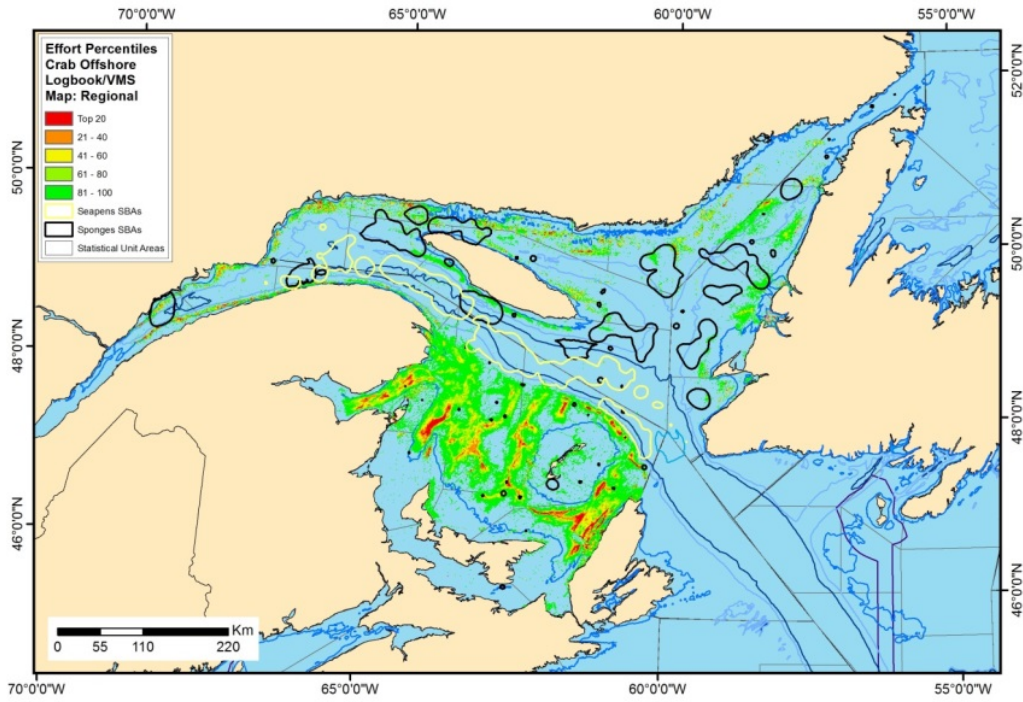 70°0'0"W 65°0'0"W 60°0'0"W 55°0'0"W
Effort Percentiles
Crab Offshore
Logbook/VMS
Map: Regional
Top 20
21 - 40
41 - 60
61 - 80
81 - 100
Seapens SBAs
Sponges SBAs
Statistical Unit Areas
50°0'0"N
48°0'0"N
46°0'0"N
52°0'0"N
50°0'0"N
48°0'0"N
46°0'0"N
Km
0 55 110 220
70°0'0"W 65°0'0"W 60°0'0"W 55°0'0"W